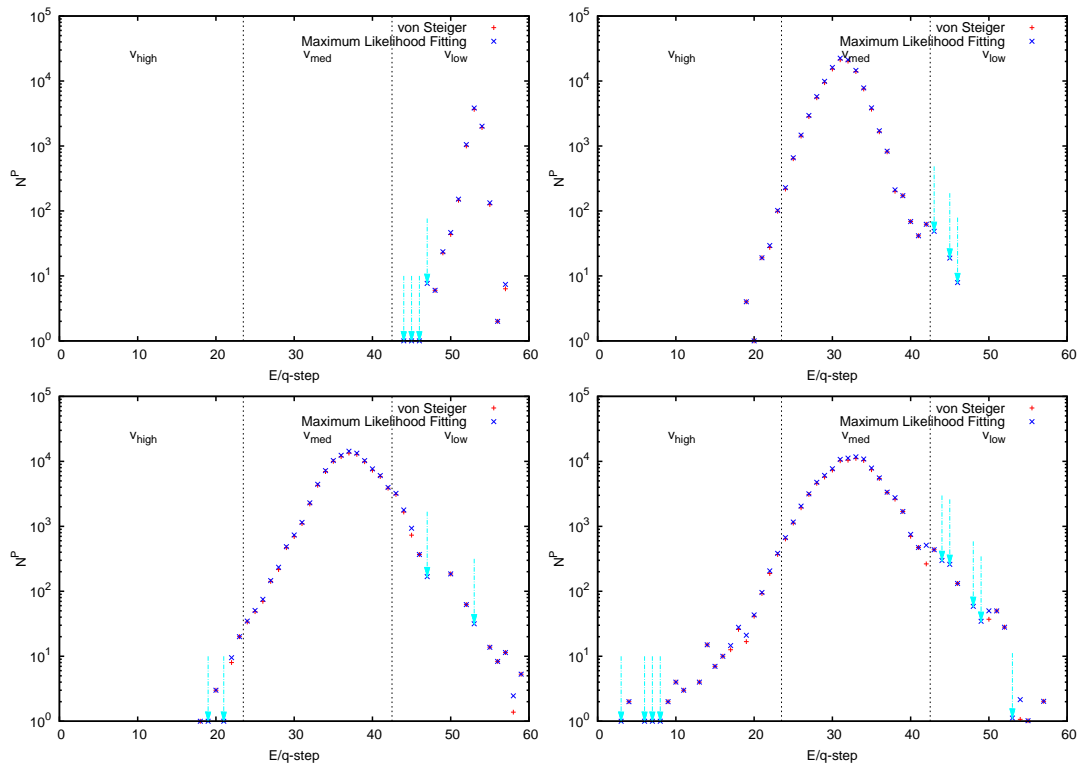 10^5
10^4
10^3
10^2
10^1
10^0
N^P
von Steiger
Maximum Likelihood Fitting
v_high
v_med
v_low
0 10 20 30 40 50 60
E/q-step
10^5
10^4
10^3
10^2
10^1
10^0
N^P
von Steiger
Maximum Likelihood Fitting
v_high
v_med
v_low
0 10 20 30 40 50 60
E/q-step
10^5
10^4
10^3
10^2
10^1
10^0
N^P
von Steiger
Maximum Likelihood Fitting
v_high
v_med
v_low
0 10 20 30 40 50 60
E/q-step
10^5
10^4
10^3
10^2
10^1
10^0
N^P
von Steiger
Maximum Likelihood Fitting
v_high
v_med
v_low
0 10 20 30 40 50 60
E/q-step